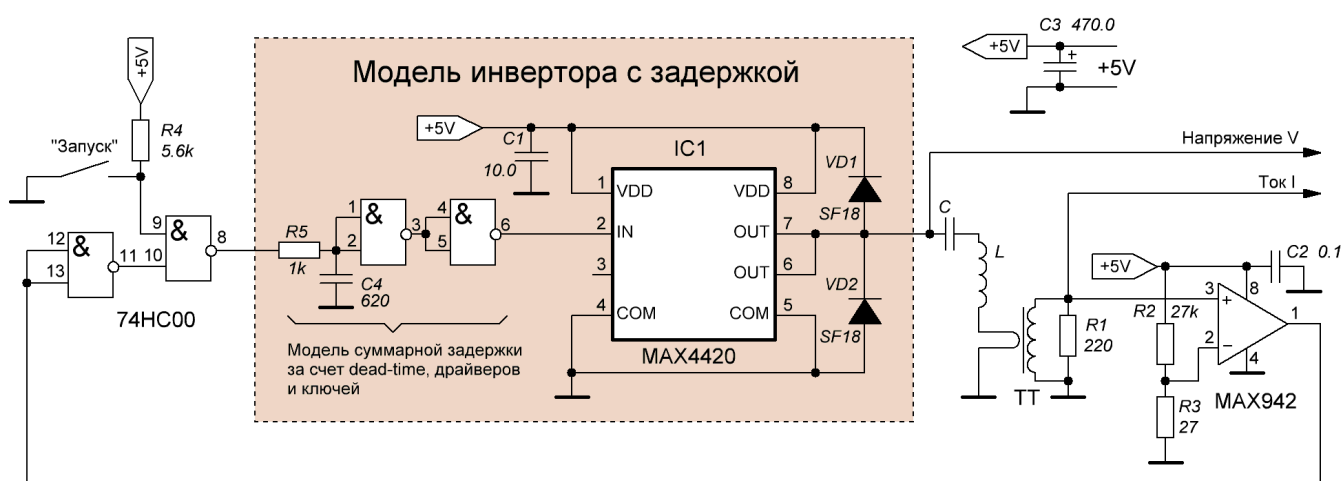 C3 470.0
+5V
+5V
+5V
Модель инвертора с задержкой
R4
5.6k
"Запуск"
+5V
C1
10.0
IC1
VD1
SF18
Напряжение V
Ток I
1 VDD
VDD 8
2 IN
OUT 7
3
OUT 6
4 COM
COM 5
MAX4420
VD2
SF18
9
10
&
8
12
13
&
11
74HC00
R5
1k
C4
620
1
2
&
3
4
5
&
6
Модель суммарной задержки
за счет dead-time, драйверов
и ключей
C
L
ТТ
R1
220
+5V
C2 0.1
R2 27k
3
+
8
2
–
4
1
MAX942
R3
27